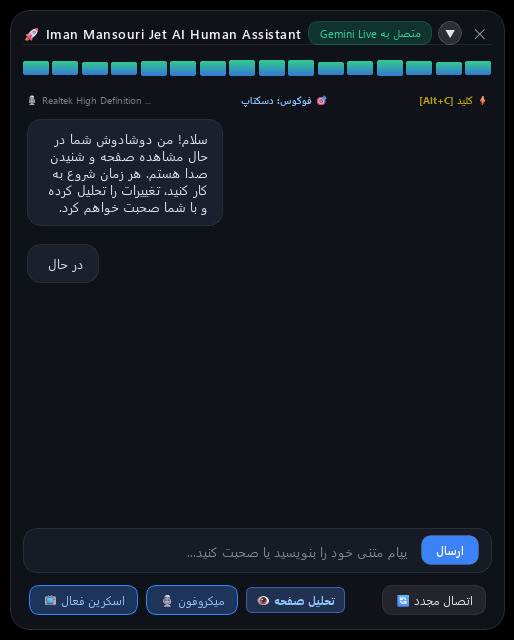 🚀 Iman Mansouri Jet AI Human Assistant
متصل به Gemini Live
▼
Realtek High Definition ...
فوکوس: دسکتاپ
کلید [Alt+C]
سلام! من دوشادوش شما در
حال مشاهده صفحه و شنیدن
صدا هستم. هر زمان شروع به
کار کنید، تغییرات را تحلیل کرده
و با شما صحبت خواهم کرد.
در حال
پیام متنی خود را بنویسید یا صحبت کنید...
ارسال
اسکرین فعال
میکروفون
تحلیل صفحه
اتصال مجدد